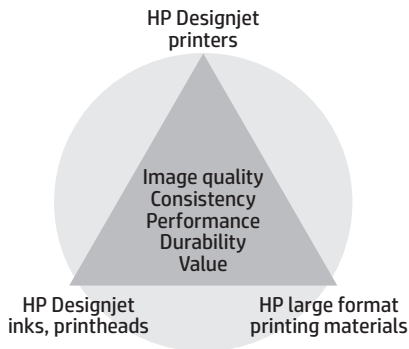 HP Designjet
printers
Image quality
Consistency
Performance
Durability
Value
HP Designjet
inks, printheads
HP large format
printing materials